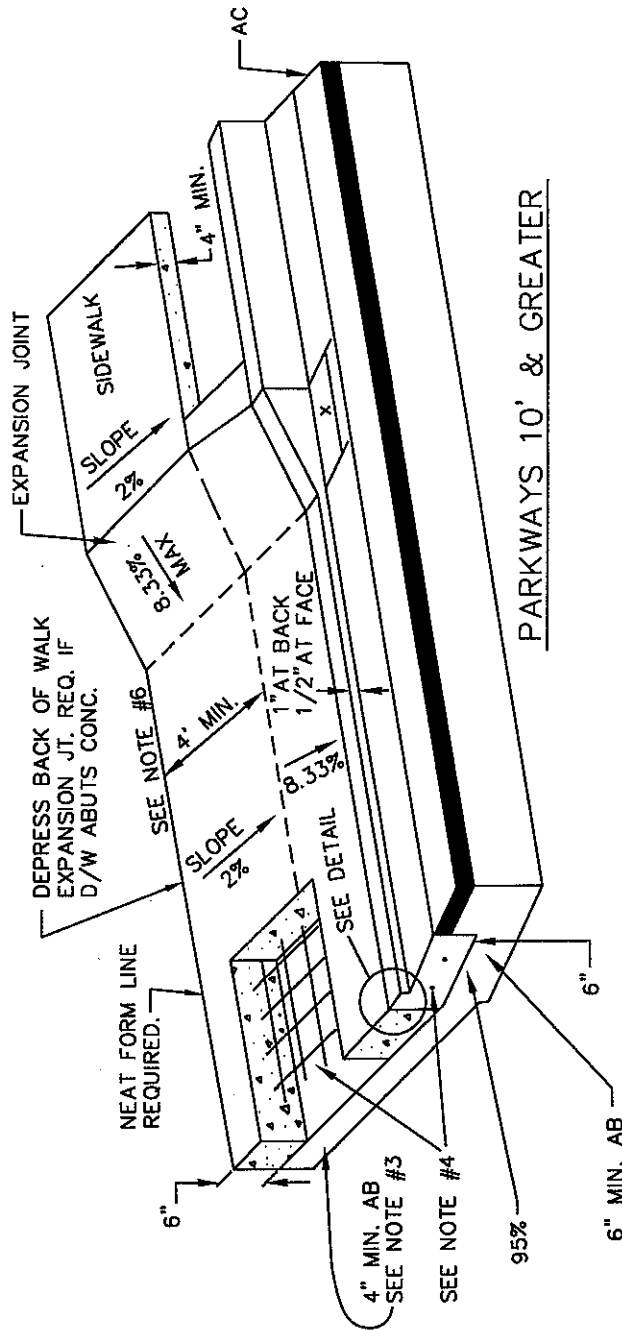 EXPANSION JOINT
DEPRESS BACK OF WALK
EXPANSION JT. REQ. IF
D/W ABUTS CONC.
SEE NOTE #6
NEAT FORM LINE
REQUIRED.
SIDEWALK
SLOPE
2%
8.33%
MAX
4" MIN.
AC
4' MIN.
SLOPE
2%
1" AT BACK
1/2" AT FACE
8.33%
SEE DETAIL
X
6"
4" MIN. AB
SEE NOTE #3
SEE NOTE #4
95%
6" MIN. AB
6"
PARKWAYS 10' & GREATER